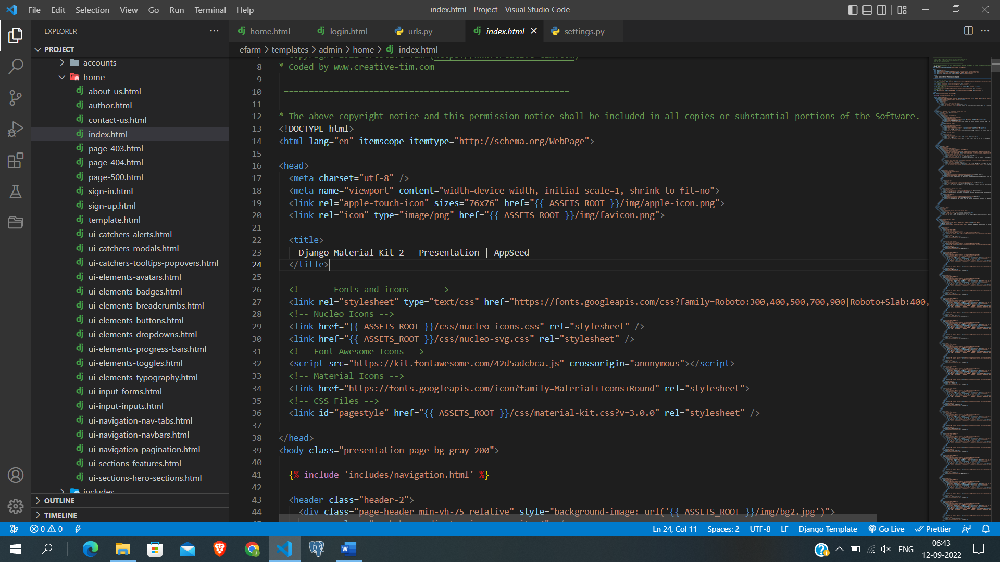 File Edit Selection View Go Run Terminal Help
index.html - Project - Visual Studio Code
EXPLORER
home.html
login.html
urls.py
index.html
settings.py
PROJECT
efarm > templates > admin > home > index.html
accounts
home
about-us.html
author.html
contact-us.html
index.html
page-403.html
page-404.html
page-500.html
sign-in.html
sign-up.html
template.html
ui-catchers-alerts.html
ui-catchers-modals.html
ui-catchers-tooltips-popovers.html
ui-elements-avatars.html
ui-elements-badges.html
ui-elements-breadcrumbs.html
ui-elements-buttons.html
ui-elements-dropdowns.html
ui-elements-progress-bars.html
ui-elements-toggles.html
ui-elements-typography.html
ui-input-forms.html
ui-input-inputs.html
ui-navigation-nav-tabs.html
ui-navigation-navbars.html
ui-navigation-pagination.html
ui-sections-features.html
ui-sections-hero-sections.html
includes
OUTLINE
TIMELINE
8 * Coded by www.creative-tim.com
9
10 =========================================================
11
12 * The above copyright notice and this permission notice shall be included in all copies or substantial portions of the Software.
13 <!DOCTYPE html>
14 <html lang="en" itemscope itemtype="http://schema.org/WebPage">
15
16 <head>
17 <meta charset="utf-8" />
18 <meta name="viewport" content="width=device-width, initial-scale=1, shrink-to-fit=no">
19 <link rel="apple-touch-icon" sizes="76x76" href="{{ ASSETS_ROOT }}/img/apple-icon.png">
20 <link rel="icon" type="image/png" href="{{ ASSETS_ROOT }}/img/favicon.png">
21
22 <title>
23 Django Material Kit 2 - Presentation | AppSeed
24 </title>
25
26 <!-- Fonts and icons -->
27 <link rel="stylesheet" type="text/css" href="https://fonts.googleapis.com/css?family=Roboto:300,400,500,700,900|Roboto+Slab:400,
28 <!-- Nucleo Icons -->
29 <link href="{{ ASSETS_ROOT }}/css/nucleo-icons.css" rel="stylesheet" />
30 <link href="{{ ASSETS_ROOT }}/css/nucleo-svg.css" rel="stylesheet" />
31 <!-- Font Awesome Icons -->
32 <script src="https://kit.fontawesome.com/42d5adcbca.js" crossorigin="anonymous"></script>
33 <!-- Material Icons -->
34 <link href="https://fonts.googleapis.com/icon?family=Material+Icons+Round" rel="stylesheet">
35 <!-- CSS Files -->
36 <link id="pagestyle" href="{{ ASSETS_ROOT }}/css/material-kit.css?v=3.0.0" rel="stylesheet" />
37
38 </head>
39 <body class="presentation-page bg-gray-200">
40
41 {% include 'includes/navigation.html' %}
42
43 <header class="header-2">
44 <div class="page-header min-vh-75 relative" style="background-image: url('{{ ASSETS_ROOT }}/img/bg2.jpg')">
0 0
Ln 24, Col 11 Spaces: 2 UTF-8 LF Django Template Go Live Prettier
ENG
06:43
12-09-2022